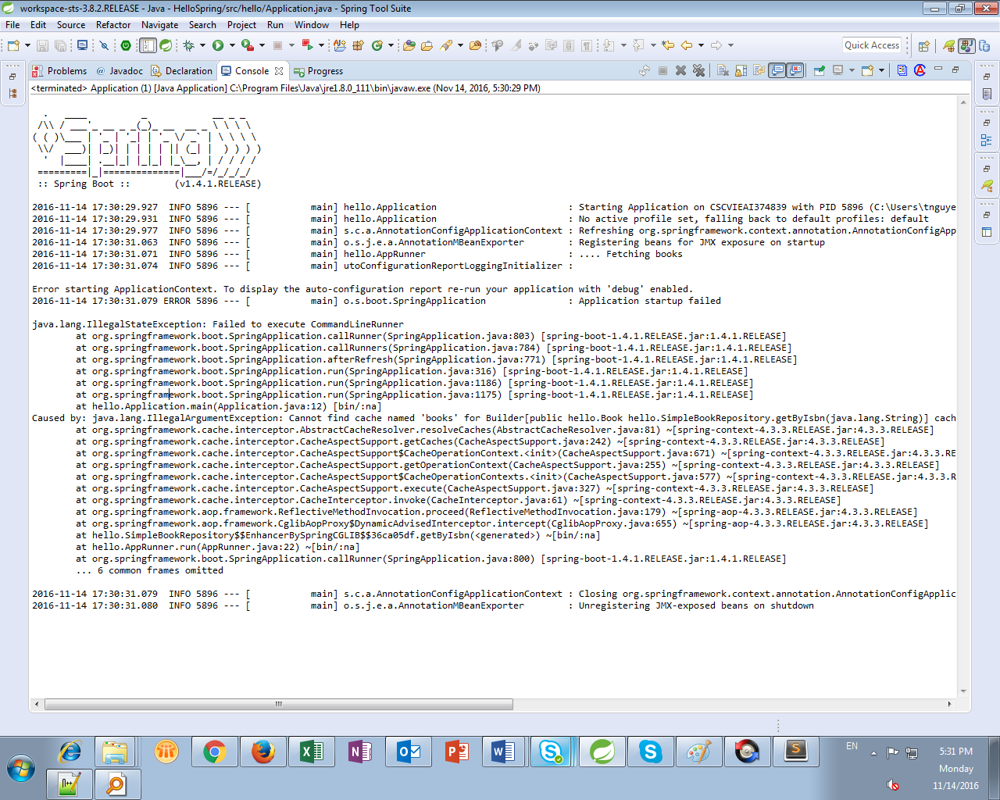 workspace-sts-3.8.2.RELEASE - Java - HelloSpring/src/hello/Application.java - Spring Tool Suite
File Edit Source Refactor Navigate Search Project Run Window Help
Quick Access
Problems @ Javadoc Declaration Console Progress
<terminated> Application (1) [Java Application] C:\Program Files\Java\jre1.8.0_111\bin\javaw.exe (Nov 14, 2016, 5:30:29 PM)
  .   ____          _            __ _ _
 /\\ / ___'_ __ _ _(_)_ __  __ _ \ \ \ \
( ( )\___ | '_ | '_| | '_ \/ _` | \ \ \ \
 \\/  ___)| |_)| | | | | || (_| |  ) ) ) )
  '  |____| .__|_| |_|_| |_\__, | / / / /
 =========|_|==============|___/=/_/_/_/
 :: Spring Boot ::        (v1.4.1.RELEASE)
2016-11-14 17:30:29.927  INFO 5896 --- [           main] hello.Application                        : Starting Application on CSCVIEAI374839 with PID 5896 (C:\Users\tnguye
2016-11-14 17:30:29.931  INFO 5896 --- [           main] hello.Application                        : No active profile set, falling back to default profiles: default
2016-11-14 17:30:29.977  INFO 5896 --- [           main] s.c.a.AnnotationConfigApplicationContext : Refreshing org.springframework.context.annotation.AnnotationConfigApp
2016-11-14 17:30:31.063  INFO 5896 --- [           main] o.s.j.e.a.AnnotationMBeanExporter        : Registering beans for JMX exposure on startup
2016-11-14 17:30:31.071  INFO 5896 --- [           main] hello.AppRunner                          : .... Fetching books
2016-11-14 17:30:31.074  INFO 5896 --- [           main] utoConfigurationReportLoggingInitializer :
Error starting ApplicationContext. To display the auto-configuration report re-run your application with 'debug' enabled.
2016-11-14 17:30:31.079 ERROR 5896 --- [           main] o.s.boot.SpringApplication               : Application startup failed
java.lang.IllegalStateException: Failed to execute CommandLineRunner
at org.springframework.boot.SpringApplication.callRunner(SpringApplication.java:803) [spring-boot-1.4.1.RELEASE.jar:1.4.1.RELEASE]
at org.springframework.boot.SpringApplication.callRunners(SpringApplication.java:784) [spring-boot-1.4.1.RELEASE.jar:1.4.1.RELEASE]
at org.springframework.boot.SpringApplication.afterRefresh(SpringApplication.java:771) [spring-boot-1.4.1.RELEASE.jar:1.4.1.RELEASE]
at org.springframework.boot.SpringApplication.run(SpringApplication.java:316) [spring-boot-1.4.1.RELEASE.jar:1.4.1.RELEASE]
at org.springframework.boot.SpringApplication.run(SpringApplication.java:1186) [spring-boot-1.4.1.RELEASE.jar:1.4.1.RELEASE]
at org.springframework.boot.SpringApplication.run(SpringApplication.java:1175) [spring-boot-1.4.1.RELEASE.jar:1.4.1.RELEASE]
at hello.Application.main(Application.java:12) [bin/:na]
Caused by: java.lang.IllegalArgumentException: Cannot find cache named 'books' for Builder[public hello.Book hello.SimpleBookRepository.getByIsbn(java.lang.String)] cach
at org.springframework.cache.interceptor.AbstractCacheResolver.resolveCaches(AbstractCacheResolver.java:81) ~[spring-context-4.3.3.RELEASE.jar:4.3.3.RELEASE]
at org.springframework.cache.interceptor.CacheAspectSupport.getCaches(CacheAspectSupport.java:242) ~[spring-context-4.3.3.RELEASE.jar:4.3.3.RELEASE]
at org.springframework.cache.interceptor.CacheAspectSupport$CacheOperationContext.<init>(CacheAspectSupport.java:671) ~[spring-context-4.3.3.RELEASE.jar:4.3.3.RE
at org.springframework.cache.interceptor.CacheAspectSupport.getOperationContext(CacheAspectSupport.java:255) ~[spring-context-4.3.3.RELEASE.jar:4.3.3.RELEASE]
at org.springframework.cache.interceptor.CacheAspectSupport$CacheOperationContexts.<init>(CacheAspectSupport.java:577) ~[spring-context-4.3.3.RELEASE.jar:4.3.3.R
at org.springframework.cache.interceptor.CacheAspectSupport.execute(CacheAspectSupport.java:327) ~[spring-context-4.3.3.RELEASE.jar:4.3.3.RELEASE]
at org.springframework.cache.interceptor.CacheInterceptor.invoke(CacheInterceptor.java:61) ~[spring-context-4.3.3.RELEASE.jar:4.3.3.RELEASE]
at org.springframework.aop.framework.ReflectiveMethodInvocation.proceed(ReflectiveMethodInvocation.java:179) ~[spring-aop-4.3.3.RELEASE.jar:4.3.3.RELEASE]
at org.springframework.aop.framework.CglibAopProxy$DynamicAdvisedInterceptor.intercept(CglibAopProxy.java:655) ~[spring-aop-4.3.3.RELEASE.jar:4.3.3.RELEASE]
at hello.SimpleBookRepository$$EnhancerBySpringCGLIB$$36ca05df.getByIsbn(<generated>) ~[bin/:na]
at hello.AppRunner.run(AppRunner.java:22) ~[bin/:na]
at org.springframework.boot.SpringApplication.callRunner(SpringApplication.java:800) [spring-boot-1.4.1.RELEASE.jar:1.4.1.RELEASE]
... 6 common frames omitted
2016-11-14 17:30:31.079  INFO 5896 --- [           main] s.c.a.AnnotationConfigApplicationContext : Closing org.springframework.context.annotation.AnnotationConfigApplic
2016-11-14 17:30:31.080  INFO 5896 --- [           main] o.s.j.e.a.AnnotationMBeanExporter        : Unregistering JMX-exposed beans on shutdown
EN
5:31 PM
Monday
11/14/2016